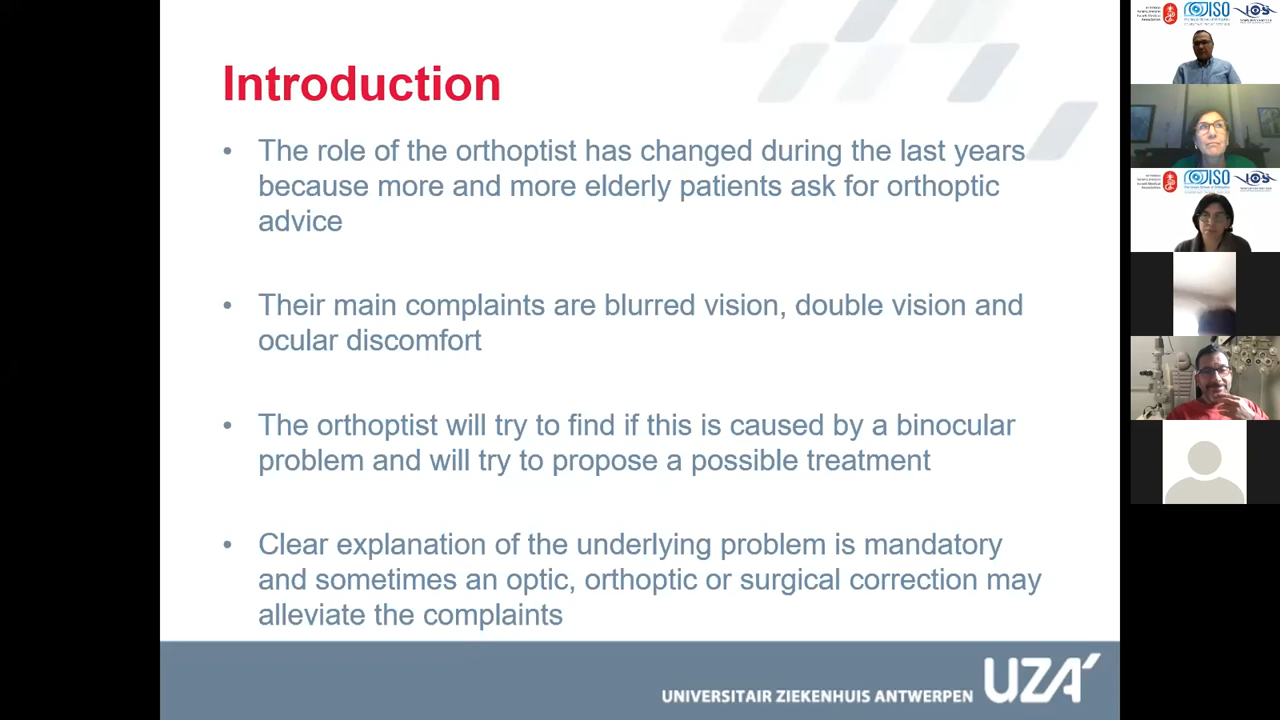 Introduction
• The role of the orthoptist has changed during the last years
because more and more elderly patients ask for orthoptic
advice
• Their main complaints are blurred vision, double vision and
ocular discomfort
• The orthoptist will try to find if this is caused by a binocular
problem and will try to propose a possible treatment
• Clear explanation of the underlying problem is mandatory
and sometimes an optic, orthoptic or surgical correction may
alleviate the complaints
UNIVERSITAIR ZIEKENHUIS ANTWERPEN
UZA
ISO
ISO